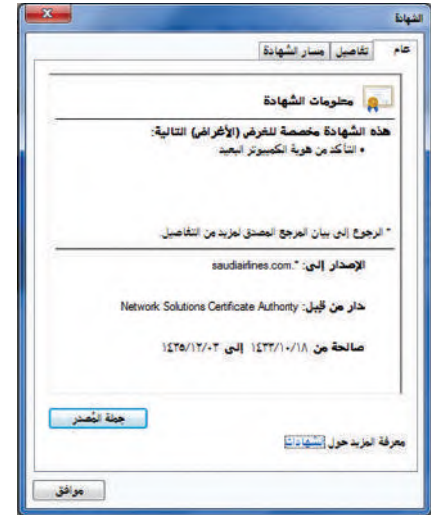 الشهادة
عام
تفاصيل
مسار الشهادة
معلومات الشهادة
هذه الشهادة مخصصة للغرض (الأغراض) التالية:
• التأكد من هوية الكمبيوتر البعيد
* الرجوع إلى بيان المرجع المصدق لمزيد من التفاصيل.
الإصدار إلى: *.saudiairlines.com
دار من قبل: Network Solutions Certificate Authority
صالحة من ١٤٣٣/١٠/١٨ إلى ١٤٣٥/١٢/٠٣
جملة المُصدر
معرفة المزيد حول الشهادات
موافق